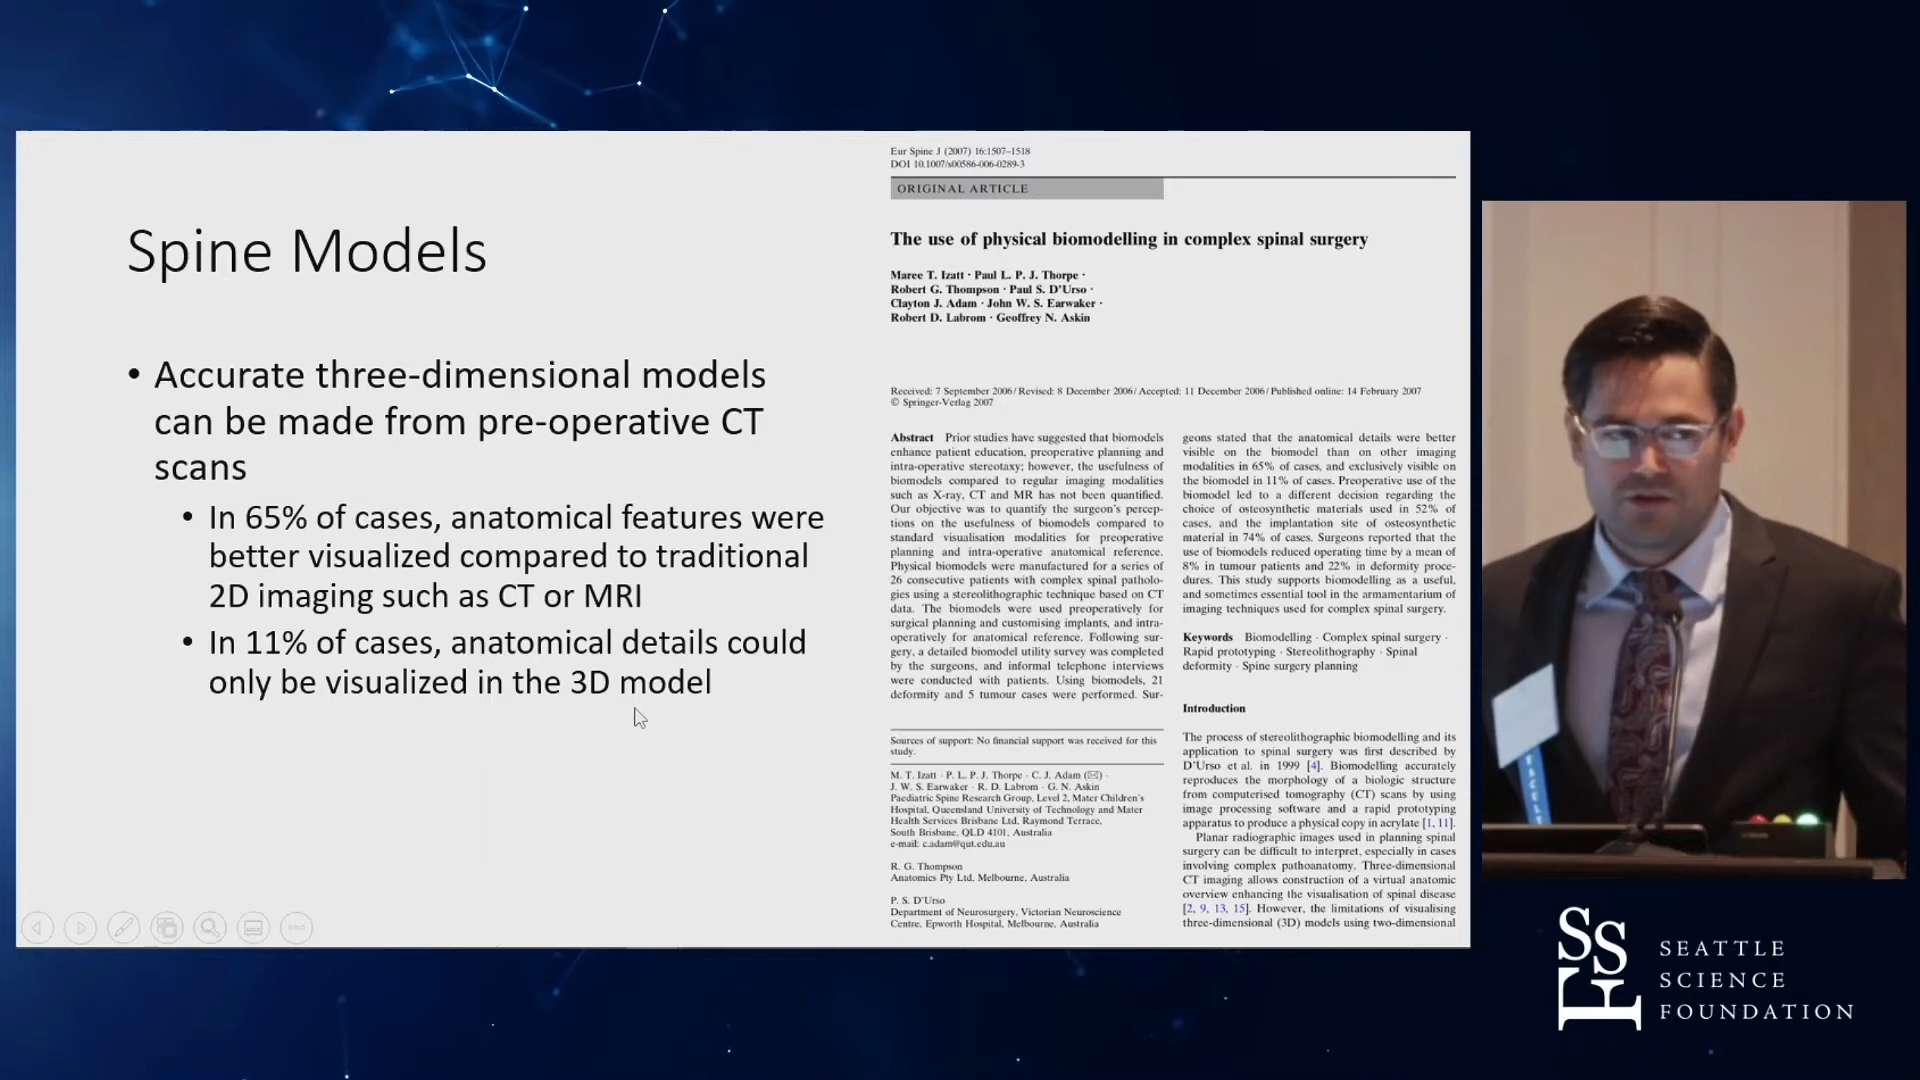 Spine Models
• Accurate three-dimensional models
can be made from pre-operative CT
scans
• In 65% of cases, anatomical features were
better visualized compared to traditional
2D imaging such as CT or MRI
• In 11% of cases, anatomical details could
only be visualized in the 3D model
Eur Spine J (2007) 16:1507–1518
DOI 10.1007/s00586-006-0289-3
ORIGINAL ARTICLE
The use of physical biomodelling in complex spinal surgery
Maree T. Izatt · Paul L. P. J. Thorpe ·
Robert G. Thompson · Paul S. D'Urso ·
Clayton J. Adam · John W. S. Earwaker ·
Robert D. Labrom · Geoffrey N. Askin
Received: 7 September 2006 / Revised: 8 December 2006 / Accepted: 11 December 2006 / Published online: 14 February 2007
© Springer-Verlag 2007
Abstract Prior studies have suggested that biomodels
enhance patient education, preoperative planning and
intra-operative stereotaxy; however, the usefulness of
biomodels compared to regular imaging modalities
such as X-ray, CT and MR has not been quantified.
Our objective was to quantify the surgeon's percep-
tions on the usefulness of biomodels compared to
standard visualisation modalities for preoperative
planning and intra-operative anatomical reference.
Physical biomodels were manufactured for a series of
26 consecutive patients with complex spinal patholo-
gies using a stereolithographic technique based on CT
data. The biomodels were used preoperatively for
surgical planning and customising implants, and intra-
operatively for anatomical reference. Following sur-
gery, a detailed biomodel utility survey was completed
by the surgeons, and informal telephone interviews
were conducted with patients. Using biomodels, 21
deformity and 5 tumour cases were performed. Sur-
geons stated that the anatomical details were better
visible on the biomodel than on other imaging
modalities in 65% of cases, and exclusively visible on
the biomodel in 11% of cases. Preoperative use of the
biomodel led to a different decision regarding the
choice of osteosynthetic materials used in 52% of
cases, and the implantation site of osteosynthetic
material in 74% of cases. Surgeons reported that the
use of biomodels reduced operating time by a mean of
8% in tumour patients and 22% in deformity proce-
dures. This study supports biomodelling as a useful,
and sometimes essential tool in the armamentarium of
imaging techniques used for complex spinal surgery.
Keywords Biomodelling · Complex spinal surgery ·
Rapid prototyping · Stereolithography · Spinal
deformity · Spine surgery planning
Sources of support: No financial support was received for this
study.
M. T. Izatt · P. L. P. J. Thorpe · C. J. Adam (✉) ·
J. W. S. Earwaker · R. D. Labrom · G. N. Askin
Paediatric Spine Research Group, Level 2, Mater Children's
Hospital, Queensland University of Technology and Mater
Health Services Brisbane Ltd, Raymond Terrace,
South Brisbane, QLD 4101, Australia
e-mail: c.adam@qut.edu.au
R. G. Thompson
Anatomics Pty Ltd, Melbourne, Australia
P. S. D'Urso
Department of Neurosurgery, Victorian Neuroscience
Centre, Epworth Hospital, Melbourne, Australia
Introduction
The process of stereolithographic biomodelling and its
application to spinal surgery was first described by
D'Urso et al. in 1999 [4]. Biomodelling accurately
reproduces the morphology of a biologic structure
from computerised tomography (CT) scans by using
image processing software and a rapid prototyping
apparatus to produce a physical copy in acrylate [1, 11].
Planar radiographic images used in planning spinal
surgery can be difficult to interpret, especially in cases
involving complex pathoanatomy. Three-dimensional
CT imaging allows construction of a virtual anatomic
overview enhancing the visualisation of spinal disease
[2, 9, 13, 15]. However, the limitations of visualising
three-dimensional (3D) models using two-dimensional
SSF
SEATTLE
SCIENCE
FOUNDATION